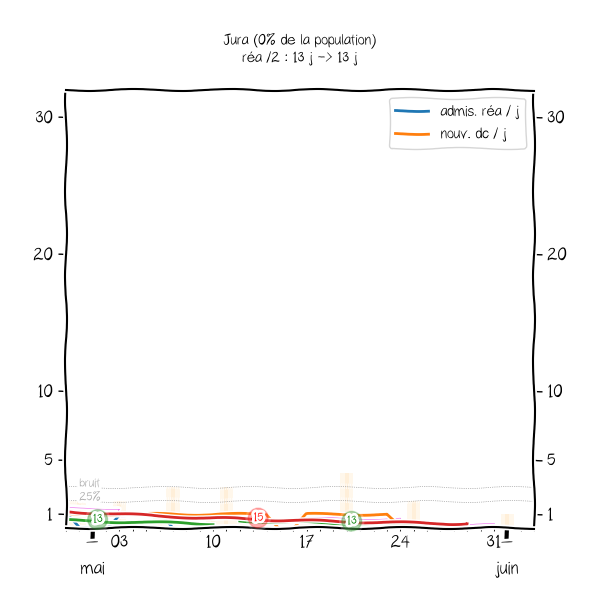 Jura (0% de la population)
réa /2 : 13 j -> 13 j
admis. réa / j
nouv. dc / j
30 30
20 20
10 10
5 5
bruit
25%
1 1
13 15 13
03 10 17 24 31
mai juin